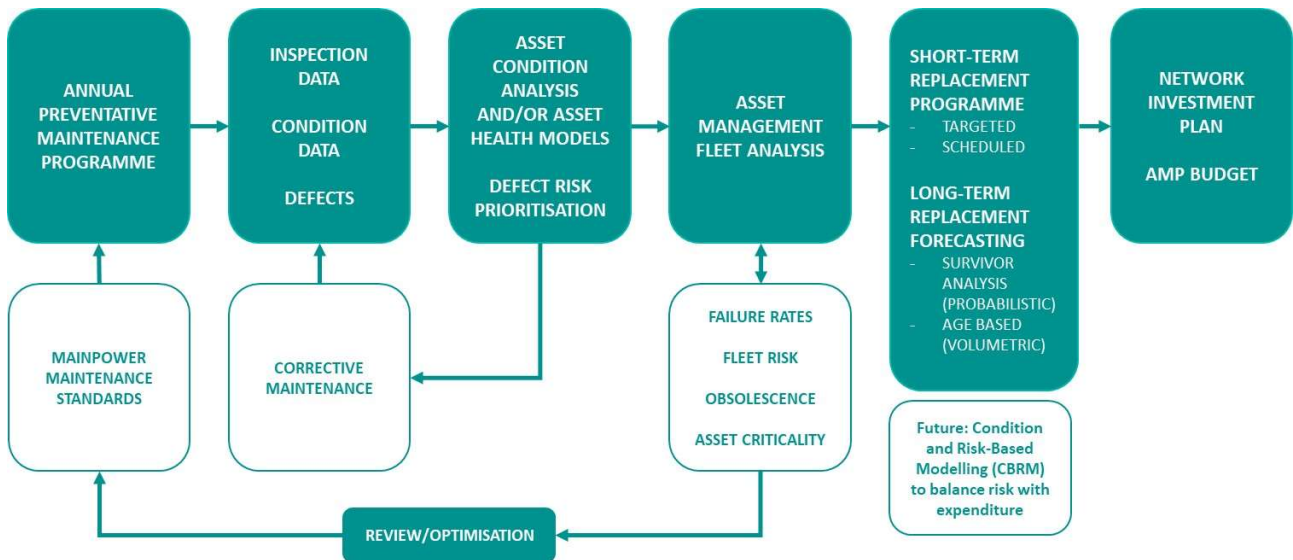 ANNUAL
PREVENTATIVE
MAINTENANCE
PROGRAMME
INSPECTION
DATA
CONDITION
DATA
DEFECTS
ASSET
CONDITION
ANALYSIS
AND/OR ASSET
HEALTH MODELS
DEFECT RISK
PRIORITISATION
ASSET
MANAGEMENT
FLEET ANALYSIS
SHORT-TERM
REPLACEMENT
PROGRAMME
- TARGETED
- SCHEDULED
LONG-TERM
REPLACEMENT
FORECASTING
- SURVIVOR
ANALYSIS
(PROBABILISTIC)
- AGE BASED
(VOLUMETRIC)
NETWORK
INVESTMENT
PLAN
AMP BUDGET
MAINPOWER
MAINTENANCE
STANDARDS
CORRECTIVE
MAINTENANCE
FAILURE RATES
FLEET RISK
OBSOLESCENCE
ASSET CRITICALITY
Future: Condition
and Risk-Based
Modelling (CBRM)
to balance risk with
expenditure
REVIEW/OPTIMISATION